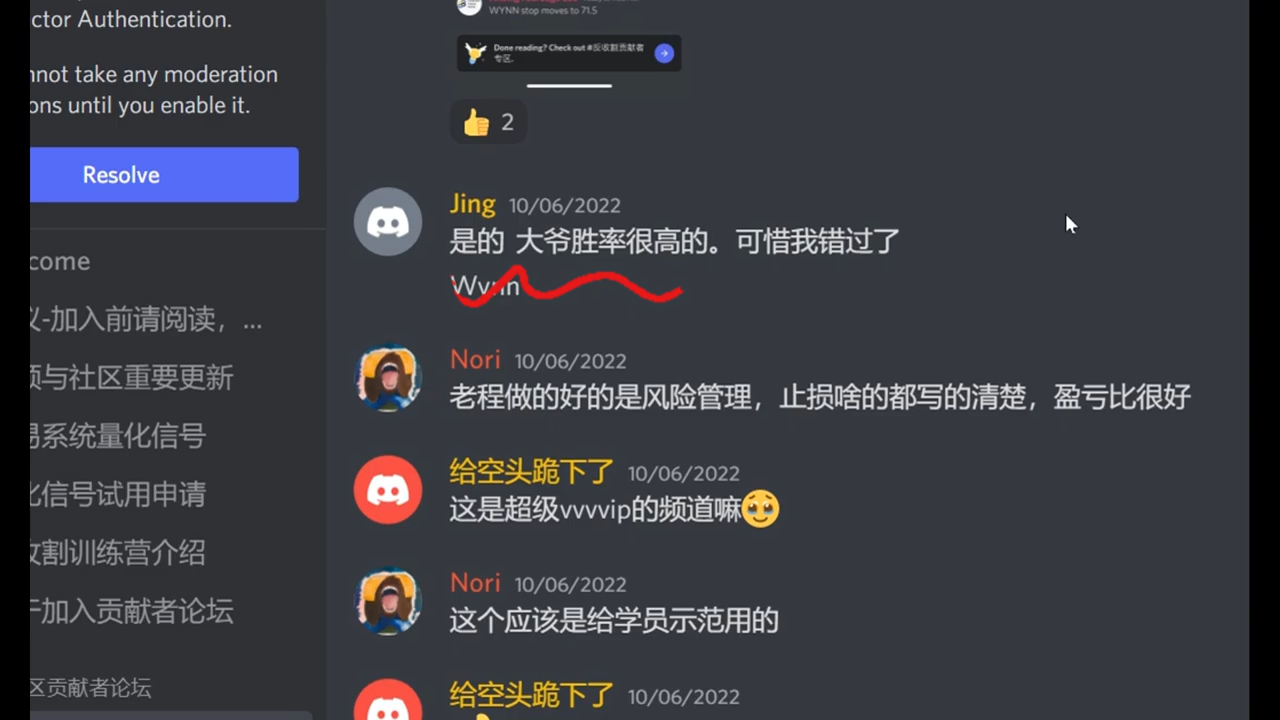 ctor Authentication.
nnot take any moderation
ons until you enable it.
Resolve
come
义-加入前请阅读，...
频与社区重要更新
易系统量化信号
化信号试用申请
收割训练营介绍
于加入贡献者论坛
区贡献者论坛
WYNN stop moves to 71.5
Done reading? Check out #反收割贡献者
专区.
2
Jing 10/06/2022
是的 大爷胜率很高的。可惜我错过了
Wynn
Nori 10/06/2022
老程做的好的是风险管理，止损啥的都写的清楚，盈亏比很好
给空头跪下了 10/06/2022
这是超级vvvvip的频道嘛
Nori 10/06/2022
这个应该是给学员示范用的
给空头跪下了 10/06/2022